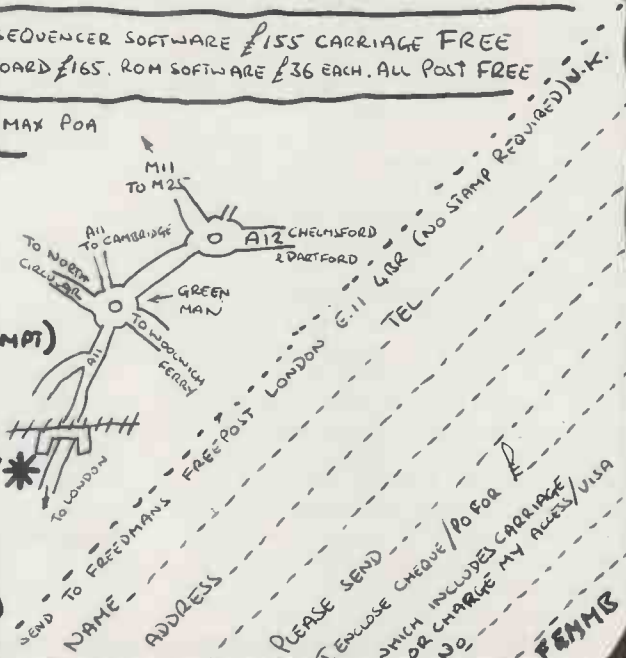 SEQUENCER SOFTWARE £155 CARRIAGE FREE
OARD £165. ROM SOFTWARE £36 EACH. ALL POST FREE
MAX POA
M11
TO M25
A11
TO CAMBRIDGE
TO NORTH
CIRCULAR
A12 CHELMSFORD
& DARTFORD
GREEN
MAN
TO WOOLWICH
FERRY
MPT)
A11
TO LONDON
SEND TO FREEDMANS FREEPOST LONDON E.11 4BR (NO STAMP REQUIRED) U.K.
NAME
TEL
ADDRESS
PLEASE SEND
I ENCLOSE CHEQUE/PO FOR £
WHICH INCLUDES CARRIAGE
OR CHARGE MY ACCESS/VISA
NO